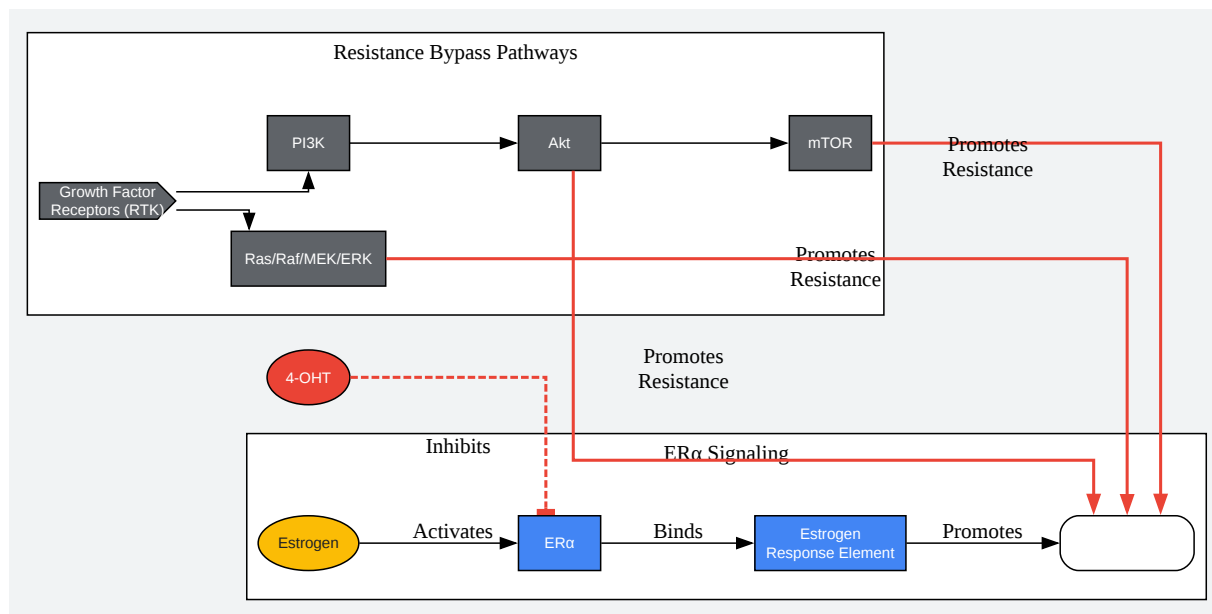 Resistance Bypass Pathways
PI3K
Akt
mTOR
Promotes
Resistance
Growth Factor
Receptors (RTK)
Ras/Raf/MEK/ERK
Promotes
Resistance
4-OHT
Promotes
Resistance
Inhibits
ERα Signaling
Estrogen
Activates
ERα
Binds
Estrogen
Response Element
Promotes